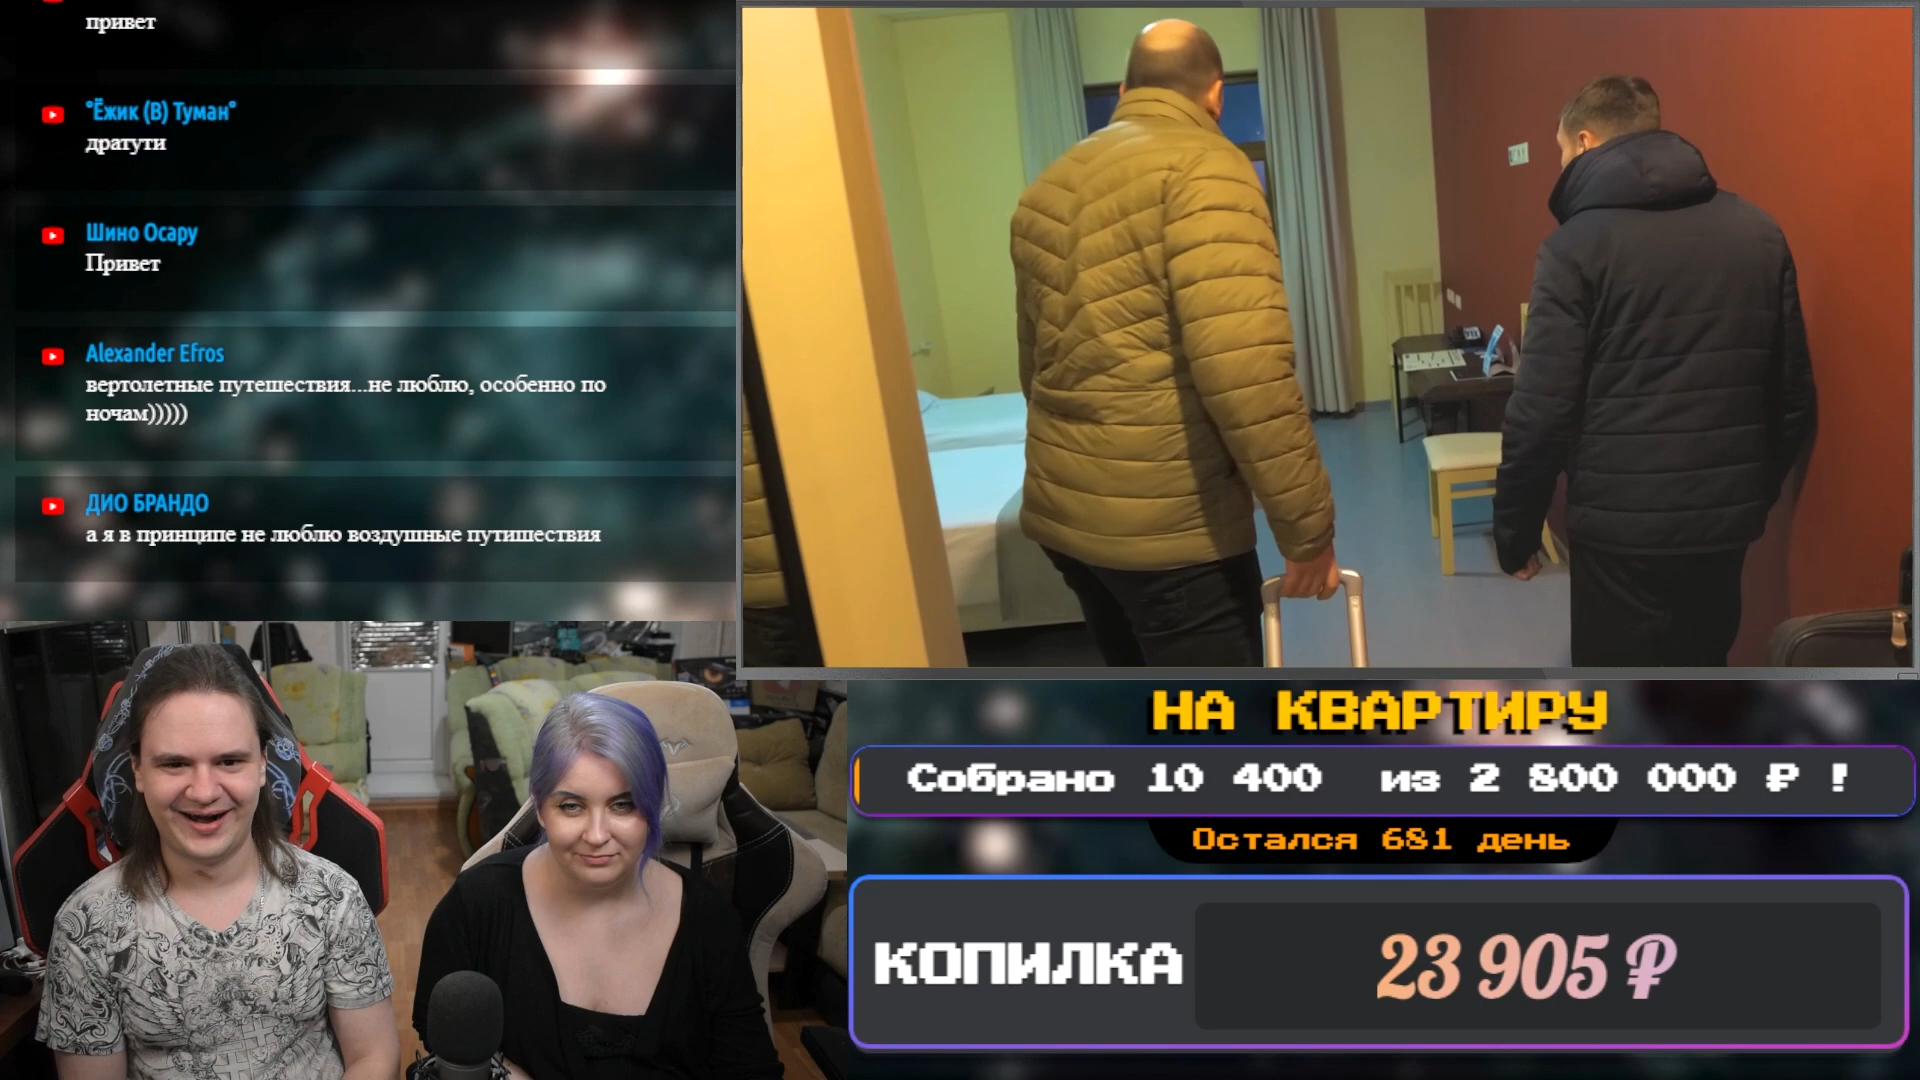 привет
°Ёжик (В) Туман°
дратути
Шино Осару
Привет
Alexander Efros
вертолетные путешествия...не люблю, особенно по
ночам)))))
ДИО БРАНДО
а я в принципе не люблю воздушные путишествия
НА КВАРТИРУ
Собрано 10 400 из 2 800 000 ₽ !
Остался 681 день
КОПИЛКА
23 905 ₽